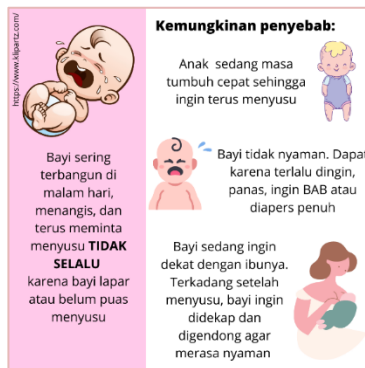 https://www.klipartz.com/
Bayi sering
terbangun di
malam hari,
menangis, dan
terus meminta
menyusu TIDAK
SELALU
karena bayi lapar
atau belum puas
menyusu
Kemungkinan penyebab:
Anak sedang masa
tumbuh cepat sehingga
ingin terus menyusu
Bayi tidak nyaman. Dapat
karena terlalu dingin,
panas, ingin BAB atau
diapers penuh
Bayi sedang ingin
dekat dengan ibunya.
Terkadang setelah
menyusu, bayi ingin
didekap dan
digendong agar
merasa nyaman